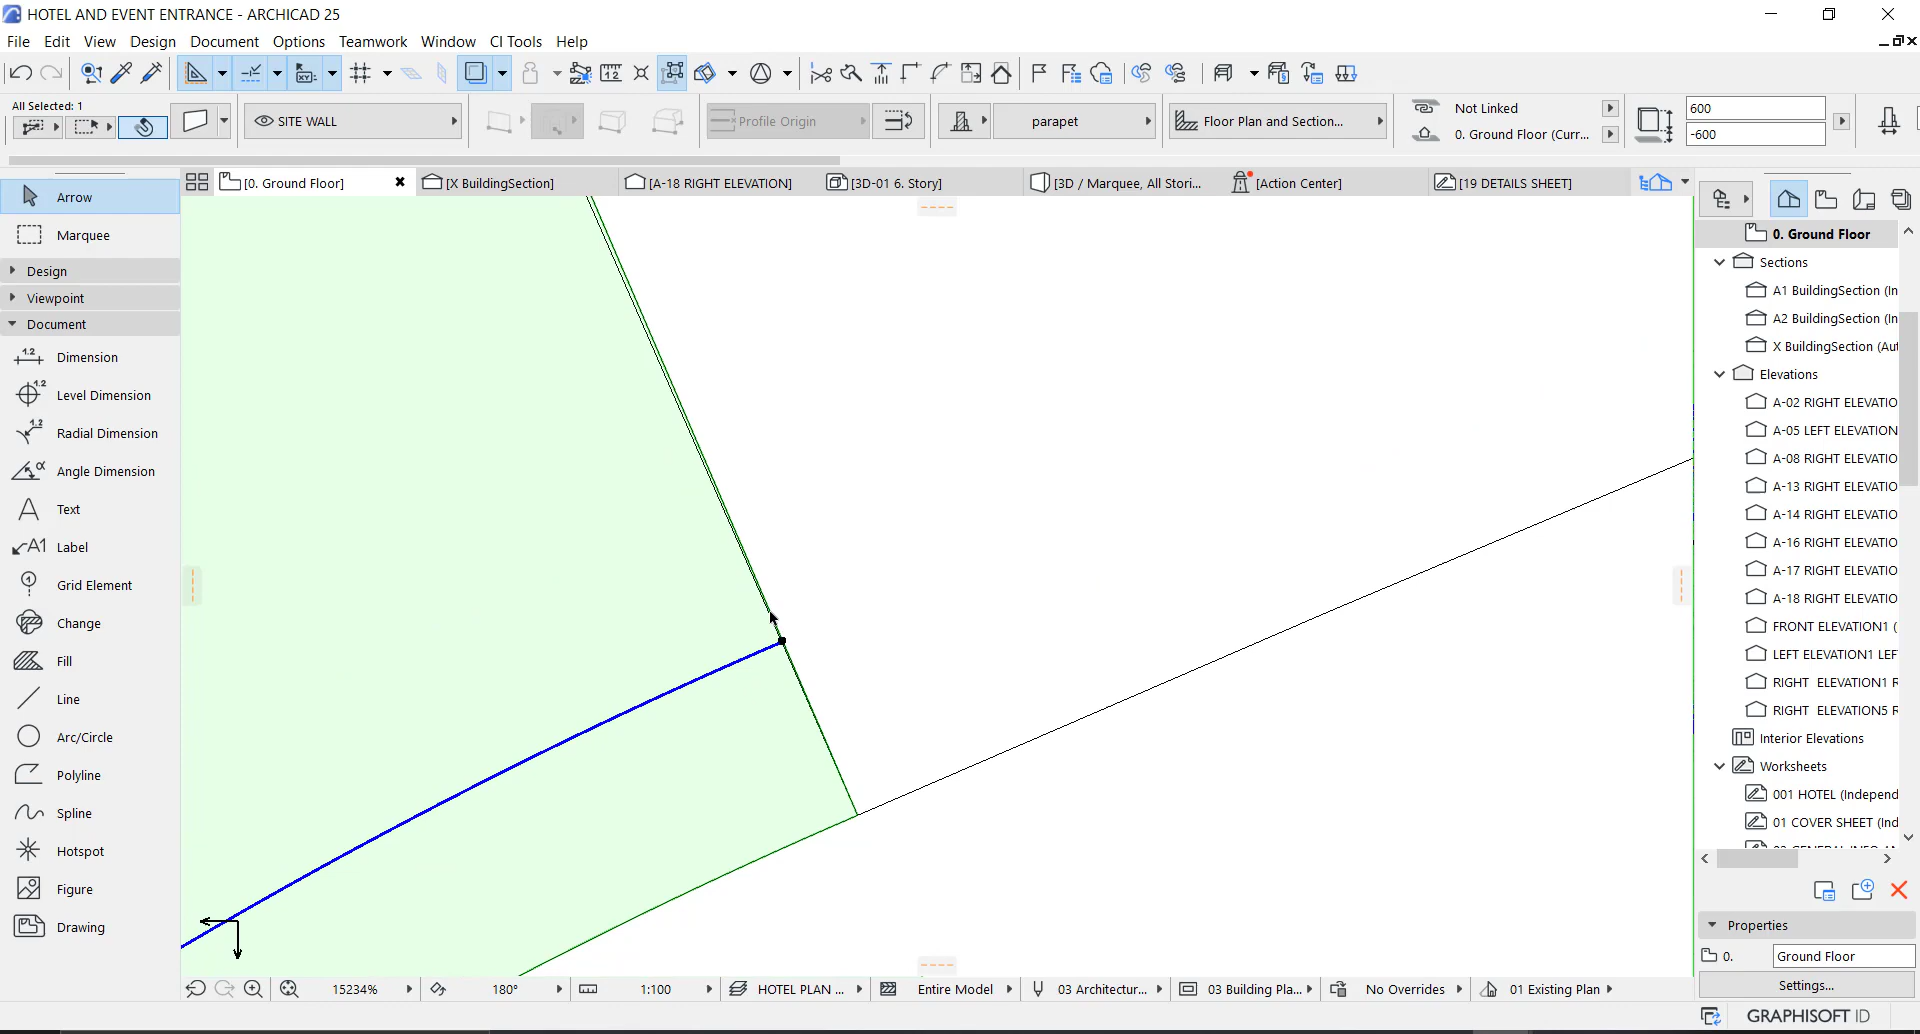 HOTEL AND EVENT ENTRANCE - ARCHICAD 25
File Edit View Design Document Options Teamwork Window CI Tools Help
All Selected: 1
SITE WALL
Profile Origin
parapet
Floor Plan and Section...
Not Linked
0. Ground Floor (Curr...
600
-600
[0. Ground Floor]
[X BuildingSection]
[A-18 RIGHT ELEVATION]
[3D-01 6. Story]
[3D / Marquee, All Stori...
[Action Center]
[19 DETAILS SHEET]
Arrow
Marquee
Design
Viewpoint
Document
Dimension
Level Dimension
Radial Dimension
Angle Dimension
Text
Label
Grid Element
Change
Fill
Line
Arc/Circle
Polyline
Spline
Hotspot
Figure
Drawing
0. Ground Floor
Sections
A1 BuildingSection (In
A2 BuildingSection (In
X BuildingSection (Aut
Elevations
A-02 RIGHT ELEVATIO
A-05 LEFT ELEVATION
A-08 RIGHT ELEVATIO
A-13 RIGHT ELEVATIO
A-14 RIGHT ELEVATIO
A-16 RIGHT ELEVATIO
A-17 RIGHT ELEVATIO
A-18 RIGHT ELEVATIO
FRONT ELEVATION1 (
LEFT ELEVATION1 LEF
RIGHT ELEVATION1 R
RIGHT ELEVATION5 R
Interior Elevations
Worksheets
001 HOTEL (Independ
01 COVER SHEET (Ind
Properties
0.
Ground Floor
Settings...
15234%
180°
1:100
HOTEL PLAN ...
Entire Model
03 Architectur...
03 Building Pla...
No Overrides
01 Existing Plan
GRAPHISOFT ID